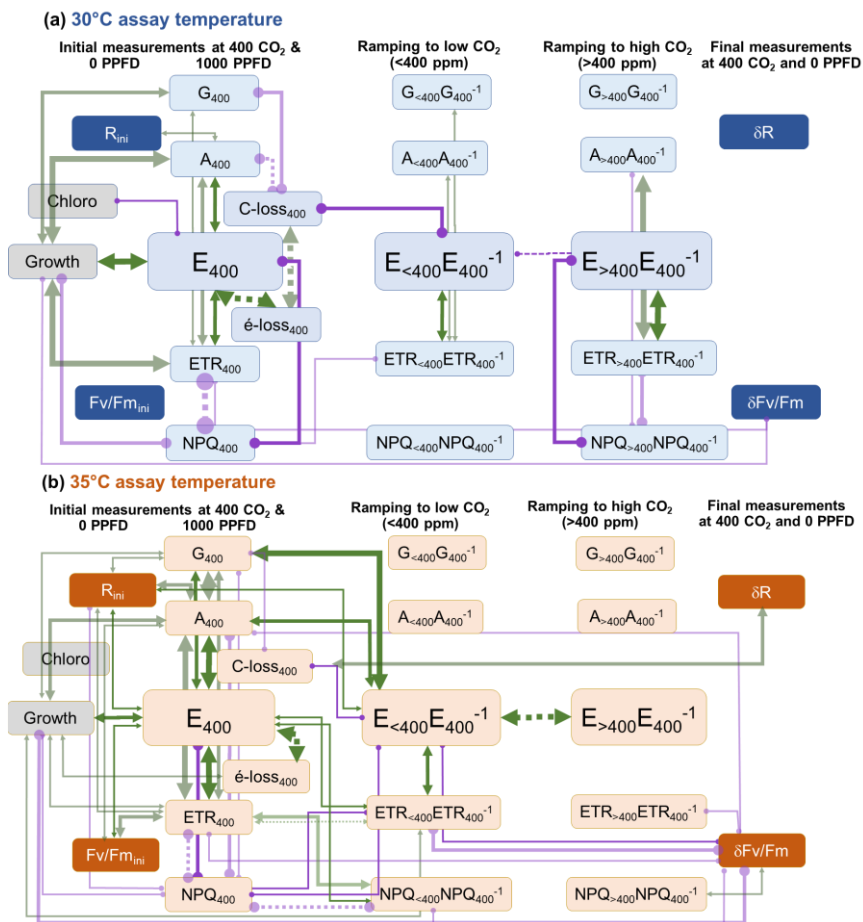 (a) 30°C assay temperature
Initial measurements at 400 CO₂ &
0 PPFD 1000 PPFD
Ramping to low CO₂
(<400 ppm)
Ramping to high CO₂
(>400 ppm)
Final measurements
at 400 CO₂ and 0 PPFD
G₄₀₀
G<₄₀₀G₄₀₀⁻¹
G>₄₀₀G₄₀₀⁻¹
Rᵢₙᵢ
δR
A₄₀₀
A<₄₀₀A₄₀₀⁻¹
A>₄₀₀A₄₀₀⁻¹
Chloro
C-loss₄₀₀
Growth
E₄₀₀
E<₄₀₀E₄₀₀⁻¹
E>₄₀₀E₄₀₀⁻¹
é-loss₄₀₀
ETR₄₀₀
ETR<₄₀₀ETR₄₀₀⁻¹
ETR>₄₀₀ETR₄₀₀⁻¹
Fv/Fmᵢₙᵢ
δFv/Fm
NPQ₄₀₀
NPQ<₄₀₀NPQ₄₀₀⁻¹
NPQ>₄₀₀NPQ₄₀₀⁻¹
(b) 35°C assay temperature
Initial measurements at 400 CO₂ &
0 PPFD 1000 PPFD
Ramping to low CO₂
(<400 ppm)
Ramping to high CO₂
(>400 ppm)
Final measurements
at 400 CO₂ and 0 PPFD
G₄₀₀
G<₄₀₀G₄₀₀⁻¹
G>₄₀₀G₄₀₀⁻¹
Rᵢₙᵢ
δR
A₄₀₀
A<₄₀₀A₄₀₀⁻¹
A>₄₀₀A₄₀₀⁻¹
Chloro
C-loss₄₀₀
Growth
E₄₀₀
E<₄₀₀E₄₀₀⁻¹
E>₄₀₀E₄₀₀⁻¹
é-loss₄₀₀
ETR₄₀₀
ETR<₄₀₀ETR₄₀₀⁻¹
ETR>₄₀₀ETR₄₀₀⁻¹
Fv/Fmᵢₙᵢ
δFv/Fm
NPQ₄₀₀
NPQ<₄₀₀NPQ₄₀₀⁻¹
NPQ>₄₀₀NPQ₄₀₀⁻¹